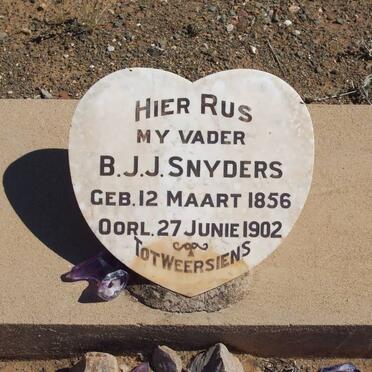 HIER RUS
MY VADER
B.J.J. SNYDERS
GEB. 12 MAART 1856
OORL. 27 JUNIE 1902
TOT WEERSIENS